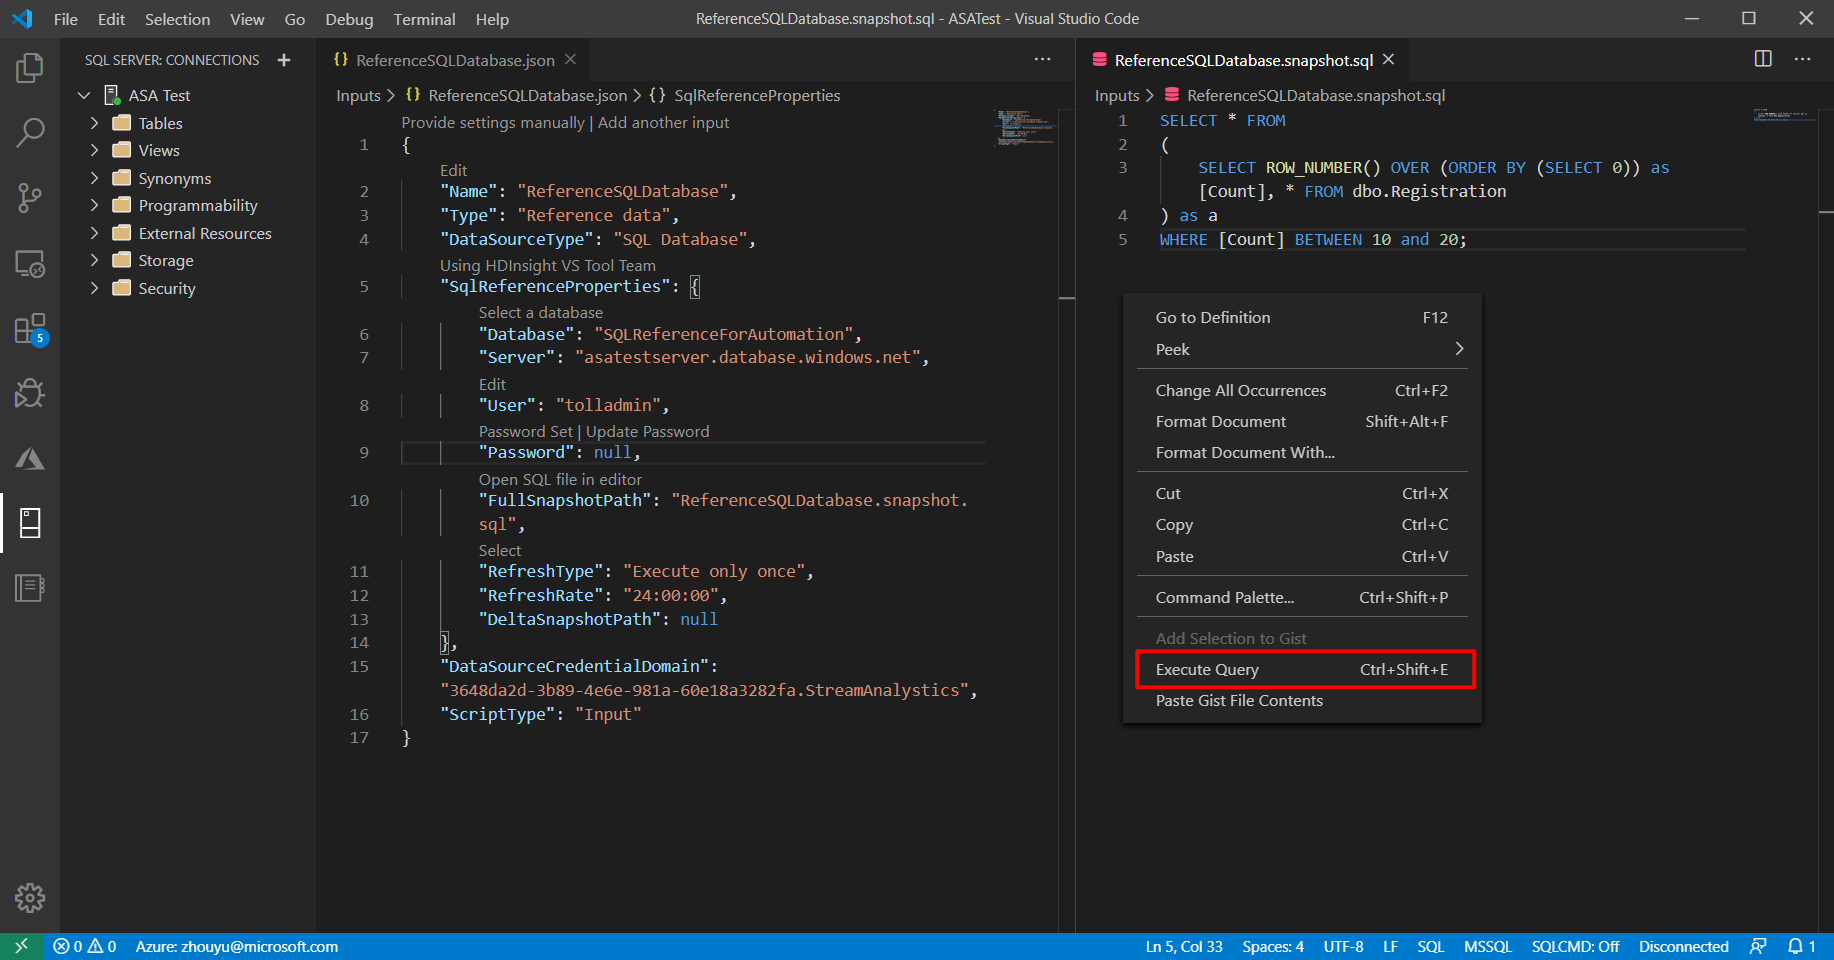 File Edit Selection View Go Debug Terminal Help
ReferenceSQLDatabase.snapshot.sql - ASATest - Visual Studio Code
SQL SERVER: CONNECTIONS
ASA Test
Tables
Views
Synonyms
Programmability
External Resources
Storage
Security
5
ReferenceSQLDatabase.json
Inputs > {} ReferenceSQLDatabase.json > {} SqlReferenceProperties
Provide settings manually | Add another input
1 {
Edit
2 "Name": "ReferenceSQLDatabase",
3 "Type": "Reference data",
4 "DataSourceType": "SQL Database",
Using HDInsight VS Tool Team
5 "SqlReferenceProperties": {
Select a database
6 "Database": "SQLReferenceForAutomation",
7 "Server": "asatestserver.database.windows.net",
Edit
8 "User": "tolladmin",
Password Set | Update Password
9 "Password": null,
Open SQL file in editor
10 "FullSnapshotPath": "ReferenceSQLDatabase.snapshot.
sql",
Select
11 "RefreshType": "Execute only once",
12 "RefreshRate": "24:00:00",
13 "DeltaSnapshotPath": null
14 },
15 "DataSourceCredentialDomain":
"3648da2d-3b89-4e6e-981a-60e18a3282fa.StreamAnalystics",
16 "ScriptType": "Input"
17 }
ReferenceSQLDatabase.snapshot.sql
Inputs > ReferenceSQLDatabase.snapshot.sql
1 SELECT * FROM
2 (
3 SELECT ROW_NUMBER() OVER (ORDER BY (SELECT 0)) as
[Count], * FROM dbo.Registration
4 ) as a
5 WHERE [Count] BETWEEN 10 and 20;
Go to Definition F12
Peek
Change All Occurrences Ctrl+F2
Format Document Shift+Alt+F
Format Document With...
Cut Ctrl+X
Copy Ctrl+C
Paste Ctrl+V
Command Palette... Ctrl+Shift+P
Add Selection to Gist
Execute Query Ctrl+Shift+E
Paste Gist File Contents
0 0 Azure: zhouyu@microsoft.com
Ln 5, Col 33 Spaces: 4 UTF-8 LF SQL MSSQL SQLCMD: Off Disconnected 1